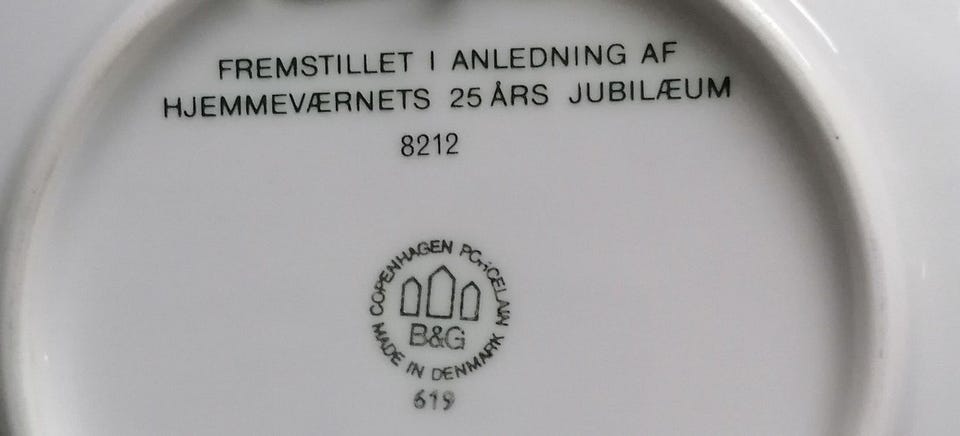 FREMSTILLET I ANLEDNING AF
HJEMMEVÆRNETS 25 ÅRS JUBILÆUM
8212
COPENHAGEN PORCELAIN
B&G
MADE IN DENMARK
619